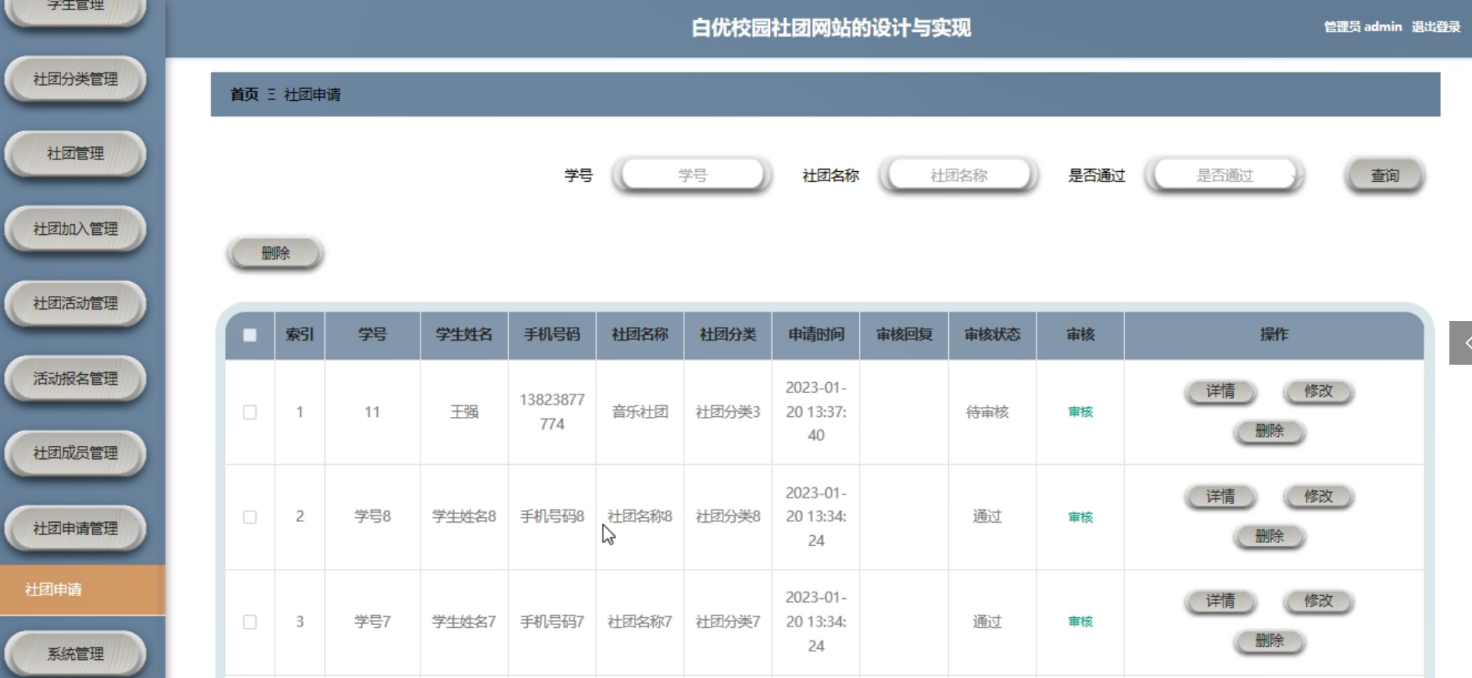 学生管理
社团分类管理
社团管理
社团加入管理
社团活动管理
活动报名管理
社团成员管理
社团申请管理
社团申请
系统管理
白优校园社团网站的设计与实现
管理员 admin 退出登录
首页 Ξ 社团申请
学号 学号 社团名称 社团名称 是否通过 是否通过 查询
删除
索引 学号 学生姓名 手机号码 社团名称 社团分类 申请时间 审核回复 审核状态 审核 操作
1 11 王强 13823877774 音乐社团 社团分类3 2023-01-20 13:37:40 待审核 审核 详情 修改 删除
2 学号8 学生姓名8 手机号码8 社团名称8 社团分类8 2023-01-20 13:34:24 通过 审核 详情 修改 删除
3 学号7 学生姓名7 手机号码7 社团名称7 社团分类7 2023-01-20 13:34:24 通过 审核 详情 修改 删除